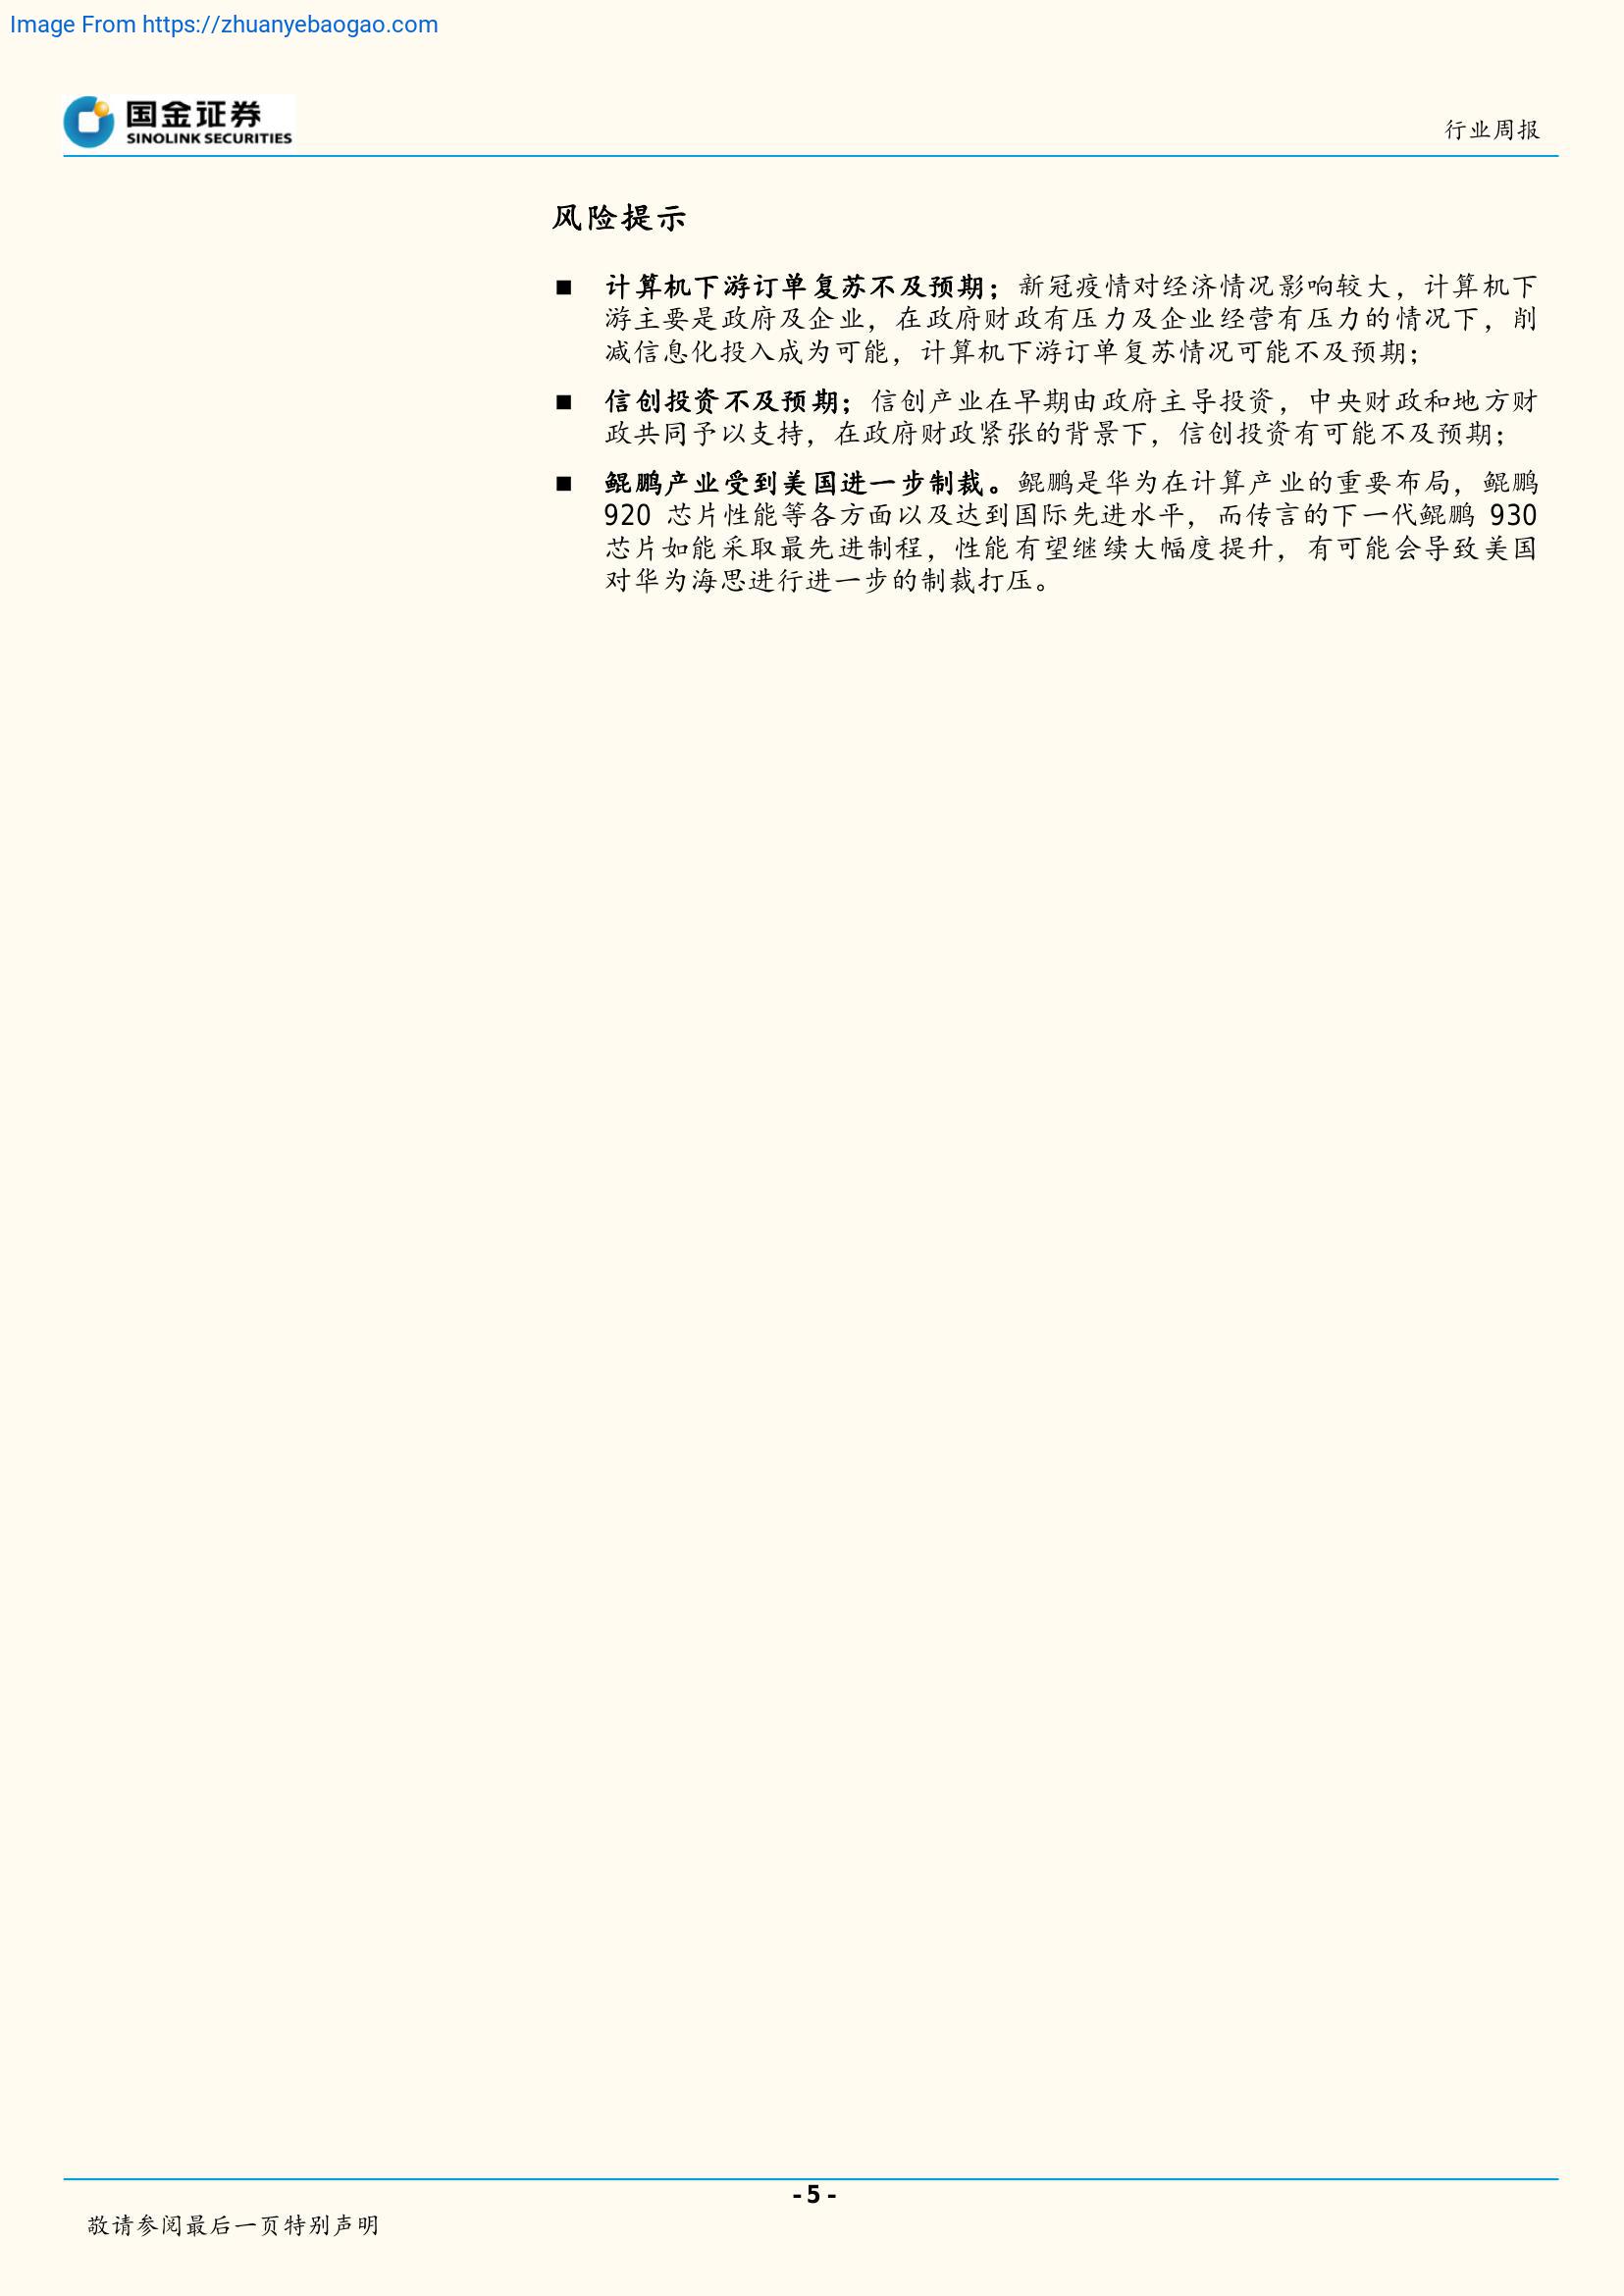 Image From https://zhuanyebaogao.com
国金证券
SINOLINK SECURITIES
行业周报
风险提示
■ 计算机下游订单复苏不及预期；新冠疫情对经济情况影响较大，计算机下
游主要是政府及企业，在政府财政有压力及企业经营有压力的情况下，削
减信息化投入成为可能，计算机下游订单复苏情况可能不及预期；
■ 信创投资不及预期；信创产业在早期由政府主导投资，中央财政和地方财
政共同予以支持，在政府财政紧张的背景下，信创投资有可能不及预期；
■ 鲲鹏产业受到美国进一步制裁。鲲鹏是华为在计算产业的重要布局，鲲鹏
920 芯片性能等各方面以及达到国际先进水平，而传言的下一代鲲鹏 930
芯片如能采取最先进制程，性能有望继续大幅度提升，有可能会导致美国
对华为海思进行进一步的制裁打压。
- 5 -
敬请参阅最后一页特别声明